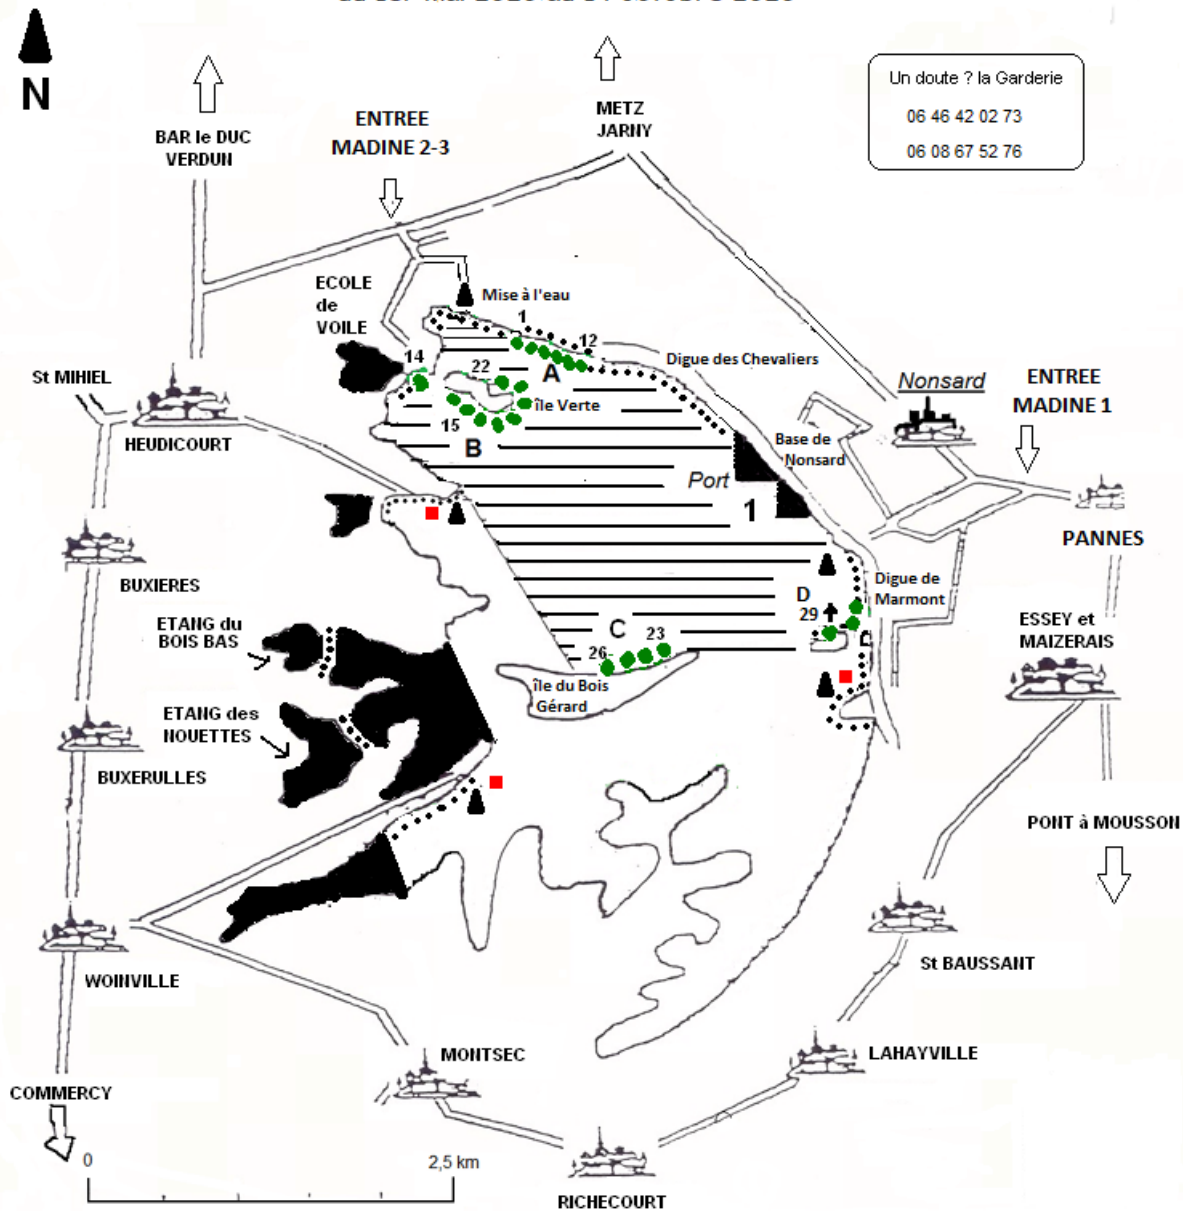 N
BAR le DUC
VERDUN
ENTREE
MADINE 2-3
METZ
JARNY
Un doute ? la Garderie
06 46 42 02 73
06 08 67 52 76
ECOLE
de
VOILE
Mise à l'eau
1
12
14
22
A
île Verte
15
B
Digue des Chevaliers
Nonsard
ENTREE
MADINE 1
Base de
Nonsard
Port
1
St MIHIEL
HEUDICOURT
PANNES
BUXIERES
Digue de
Marmont
D
29
ESSEY et
MAIZERAIS
ETANG du
BOIS BAS
C
23
26
île du Bois
Gérard
ETANG des
NOUETTES
BUXERULLES
PONT à MOUSSON
WOINVILLE
St BAUSSANT
MONTSEC
LAHAYVILLE
COMMERCY
0
2,5 km
RICHECOURT